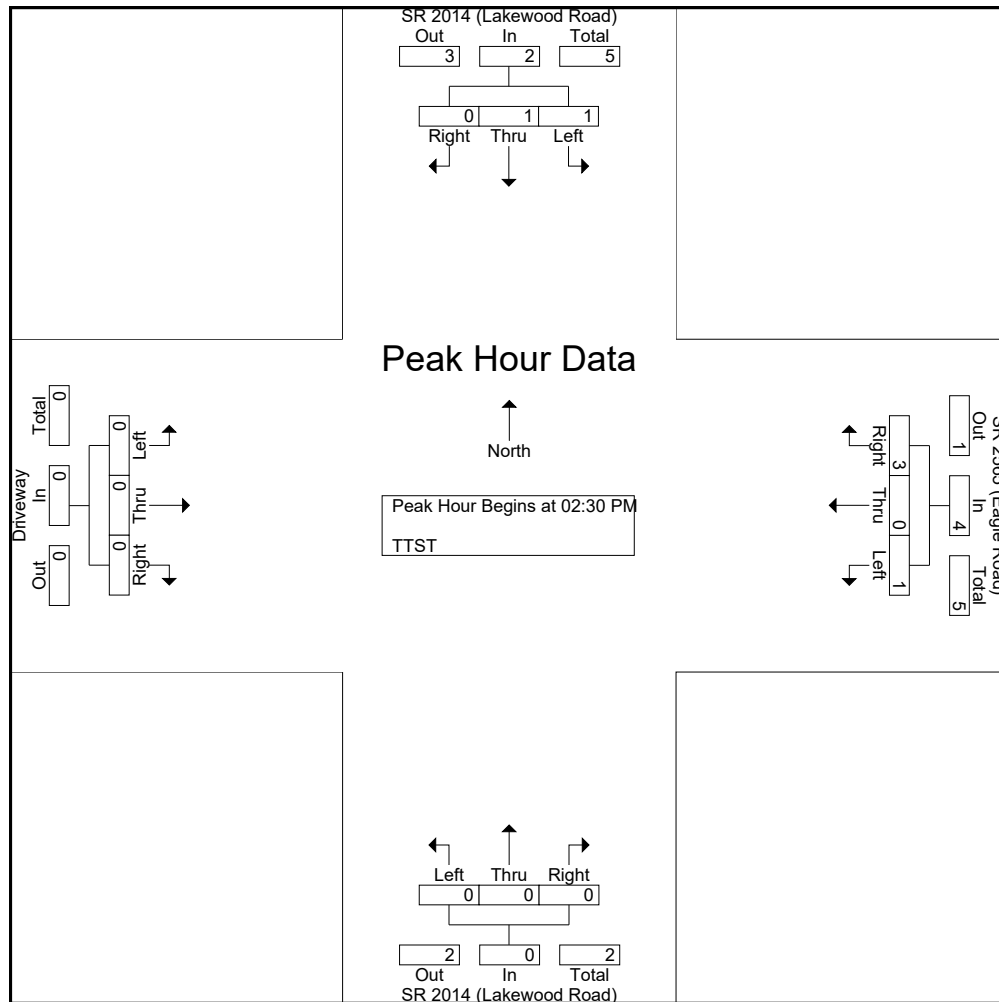 SR 2014 (Lakewood Road)
Out In Total
3 2 5
0 1 1
Right Thru Left
Peak Hour Data
North
Peak Hour Begins at 02:30 PM
TTST
Driveway
Total In Out
0 0 0
0 0 0
Left Thru Right
Right Thru Left
3 0 1
1 4 5
Out In Total
(Eagle Road)
Left Thru Right
0 0 0
2 0 2
Out In Total
SR 2014 (Lakewood Road)